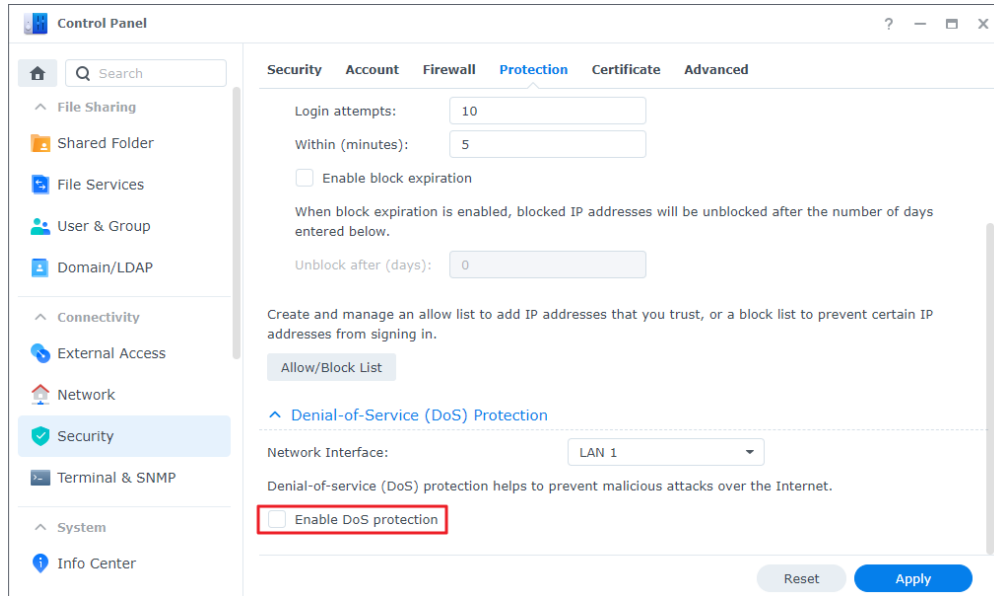 Control Panel
Search
File Sharing
Shared Folder
File Services
User & Group
Domain/LDAP
Connectivity
External Access
Network
Security
Terminal & SNMP
System
Info Center
Security Account Firewall Protection Certificate Advanced
Login attempts: 10
Within (minutes): 5
Enable block expiration
When block expiration is enabled, blocked IP addresses will be unblocked after the number of days
entered below.
Unblock after (days): 0
Create and manage an allow list to add IP addresses that you trust, or a block list to prevent certain IP
addresses from signing in.
Allow/Block List
Denial-of-Service (DoS) Protection
Network Interface: LAN 1
Denial-of-service (DoS) protection helps to prevent malicious attacks over the Internet.
Enable DoS protection
Reset Apply